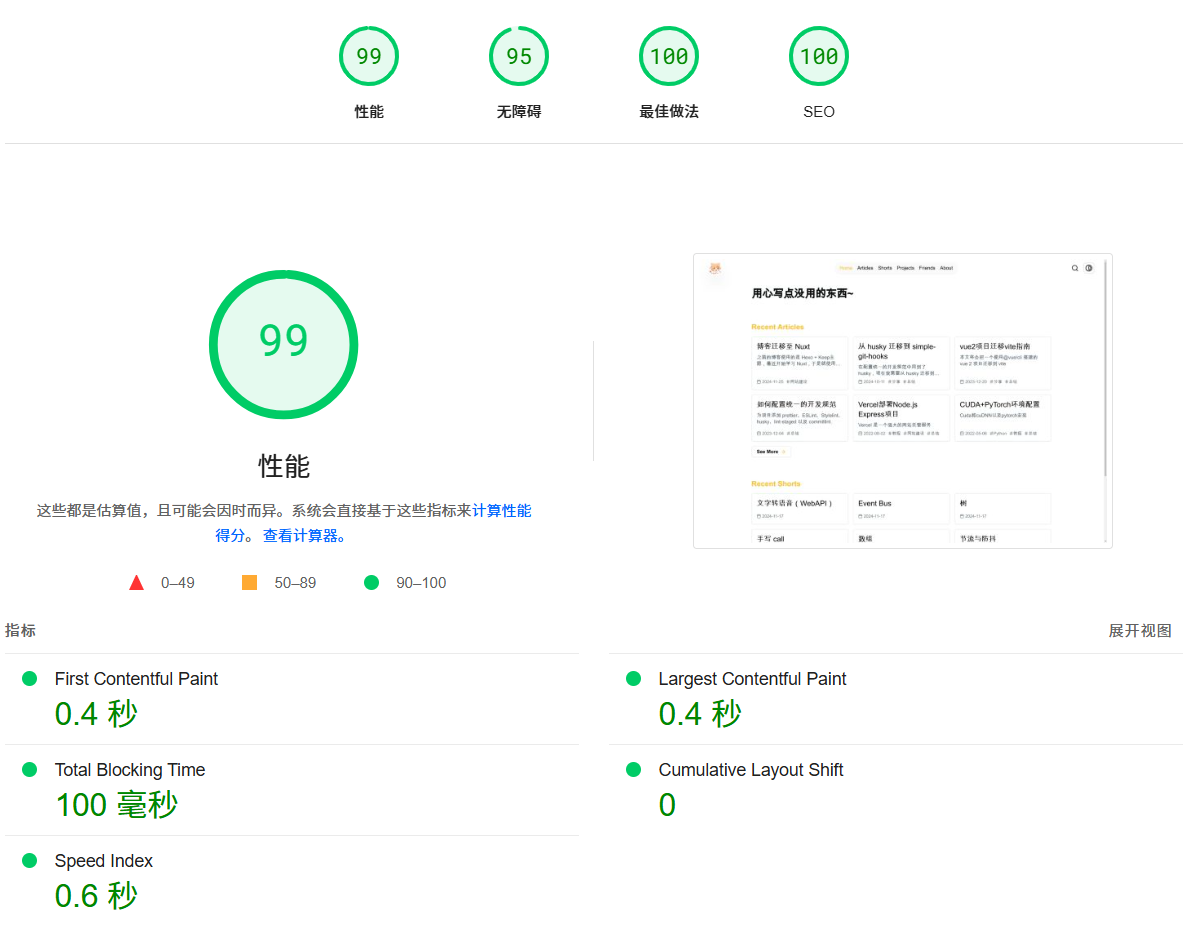 99
95
100
100
性能
无障碍
最佳做法
SEO
99
性能
这些都是估算值，且可能会因时而异。系统会直接基于这些指标来计算性能
得分。 查看计算器。
0–49
50–89
90–100
Home Articles Shorts Projects Friends About
用心写点没用的东西~
Recent Articles
博客迁移至 Nuxt
从 husky 迁移到 simple-
git-hooks
vue2项目迁移vite指南
如何配置统一的开发规范
Vercel部署Node.js
Express项目
CUDA+PyTorch环境配置
See More
Recent Shorts
文字转语音（WebAPI）
Event Bus
树
2024-11-17
2024-11-17
2024-11-17
手写 call
数组
节流与防抖
指标
展开视图
First Contentful Paint
0.4 秒
Largest Contentful Paint
0.4 秒
Total Blocking Time
100 毫秒
Cumulative Layout Shift
0
Speed Index
0.6 秒